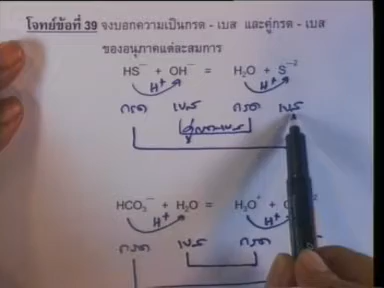 โจทย์ข้อที่ 39 จงบอกความเป็นกรด - เบส และคู่กรด - เบส
ของอนุภาคแต่ละสมการ
HS⁻ + OH⁻ = H₂O + S⁻²
H⁺ H⁺
กรด เบส กรด เบส
คู่กรดเบส
HCO₃⁻ + H₂O = H₃O⁺ +
H⁺ H⁺
กรด เบส กรด